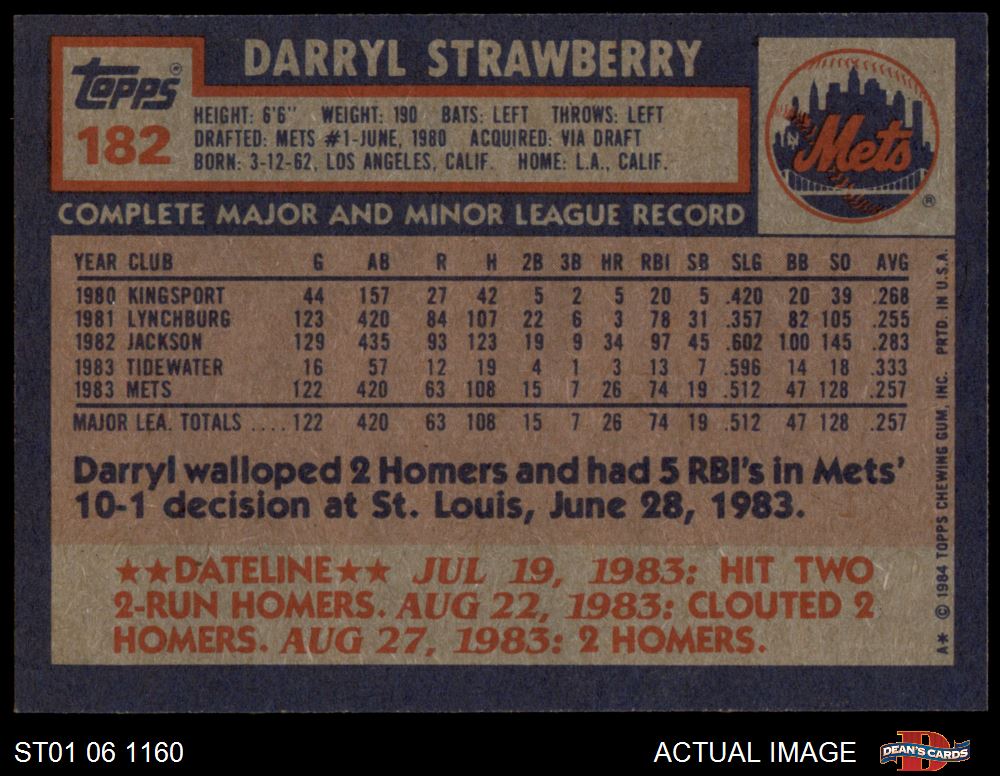 DARRYL STRAWBERRY
Topps®
182
HEIGHT: 6'6" WEIGHT: 190 BATS: LEFT THROWS: LEFT
DRAFTED: METS #1-JUNE, 1980 ACQUIRED: VIA DRAFT
BORN: 3-12-62, LOS ANGELES, CALIF. HOME: L.A., CALIF.
NY Mets ®
COMPLETE MAJOR AND MINOR LEAGUE RECORD
YEAR CLUB G AB R H 2B 3B HR RBI SB SLG BB SO AVG
1980 KINGSPORT 44 157 27 42 5 2 5 20 5 .420 20 39 .268
1981 LYNCHBURG 123 420 84 107 22 6 3 78 31 .357 82 105 .255
1982 JACKSON 129 435 93 123 19 9 34 97 45 .602 100 145 .283
1983 TIDEWATER 16 57 12 19 4 1 3 13 7 .596 14 18 .333
1983 METS 122 420 63 108 15 7 26 74 19 .512 47 128 .257
MAJOR LEA. TOTALS .... 122 420 63 108 15 7 26 74 19 .512 47 128 .257
Darryl walloped 2 Homers and had 5 RBI's in Mets'
10-1 decision at St. Louis, June 28, 1983.
★★DATELINE★★ JUL 19, 1983: HIT TWO
2-RUN HOMERS. AUG 22, 1983: CLOUTED 2
HOMERS. AUG 27, 1983: 2 HOMERS.
A* © 1984 TOPPS CHEWING GUM, INC. PRTD. IN U.S.A.
ST01 06 1160
ACTUAL IMAGE
D
DEAN'S CARDS